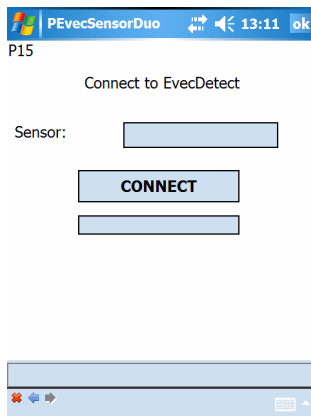 PEvecSensorDuo 13:11 ok
P15
Connect to EvecDetect
Sensor:
CONNECT